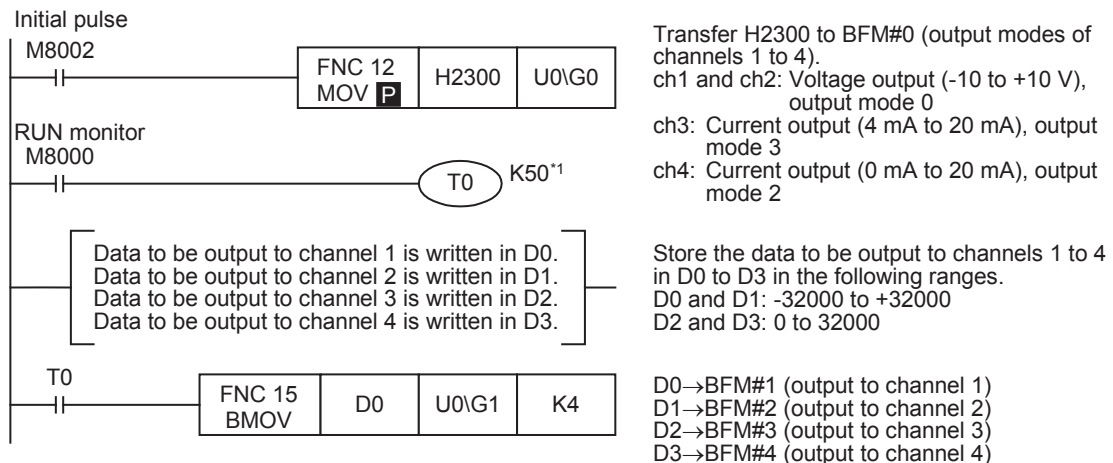 Initial pulse
M8002
FNC 12
MOV P
H2300
U0\G0
Transfer H2300 to BFM#0 (output modes of
channels 1 to 4).
ch1 and ch2: Voltage output (-10 to +10 V),
output mode 0
ch3: Current output (4 mA to 20 mA), output
mode 3
ch4: Current output (0 mA to 20 mA), output
mode 2
RUN monitor
M8000
T0
K50*1
Data to be output to channel 1 is written in D0.
Data to be output to channel 2 is written in D1.
Data to be output to channel 3 is written in D2.
Data to be output to channel 4 is written in D3.
Store the data to be output to channels 1 to 4
in D0 to D3 in the following ranges.
D0 and D1: -32000 to +32000
D2 and D3: 0 to 32000
T0
FNC 15
BMOV
D0
U0\G1
K4
D0→BFM#1 (output to channel 1)
D1→BFM#2 (output to channel 2)
D2→BFM#3 (output to channel 3)
D3→BFM#4 (output to channel 4)